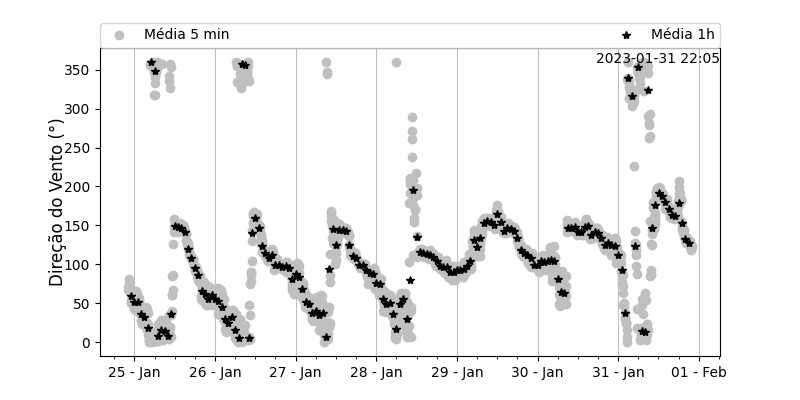 Média 5 min
Média 1h
2023-01-31 22:05
Direção do Vento (°)
350
300
250
200
150
100
50
0
25 - Jan
26 - Jan
27 - Jan
28 - Jan
29 - Jan
30 - Jan
31 - Jan
01 - Feb